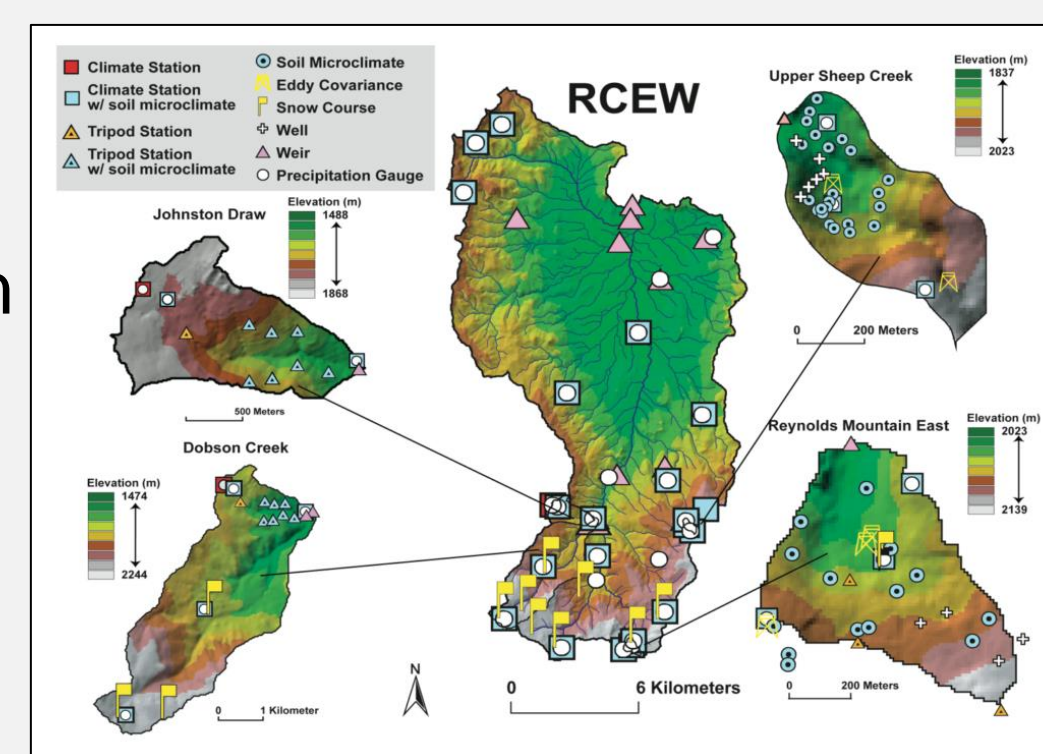 n
Climate Station
Climate Station
w/ soil microclimate
Tripod Station
Tripod Station
w/ soil microclimate
Soil Microclimate
Eddy Covariance
Snow Course
Well
Weir
Precipitation Gauge
RCEW
Upper Sheep Creek
Elevation (m)
1837
2023
0 200 Meters
Johnston Draw
Elevation (m)
1488
1868
500 Meters
Dobson Creek
Elevation (m)
1474
2244
0 1 Kilometer
N
0 6 Kilometers
Reynolds Mountain East
Elevation (m)
2023
2139
0 200 Meters